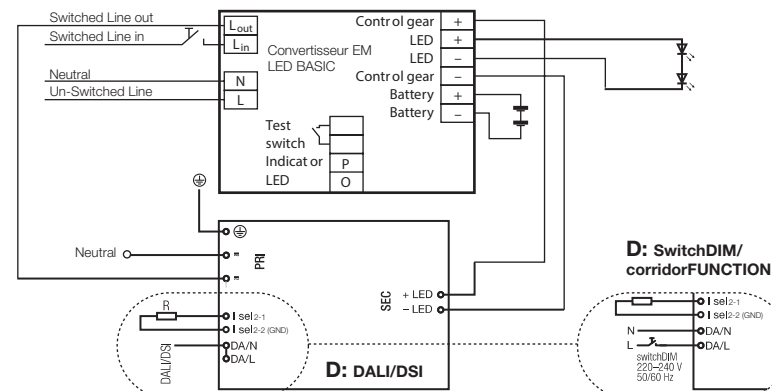 Switched Line out
Switched Line in
Neutral
Un-Switched Line
Lout
Lin
N
L
Convertisseur EM
LED BASIC
Test
switch
Indicat or
LED
P
O
Control gear +
LED +
LED –
Control gear –
Battery +
Battery –
Neutral
PRI
SEC
+ LED
– LED
R
I sel2-1
I sel2-2 (GND)
DA/N
DA/L
DALI/DSI
D: DALI/DSI
D: SwitchDIM/
corridorFUNCTION
I sel2-1
I sel2-2 (GND)
N
DA/N
L
DA/L
switchDIM
220–240 V
50/60 Hz